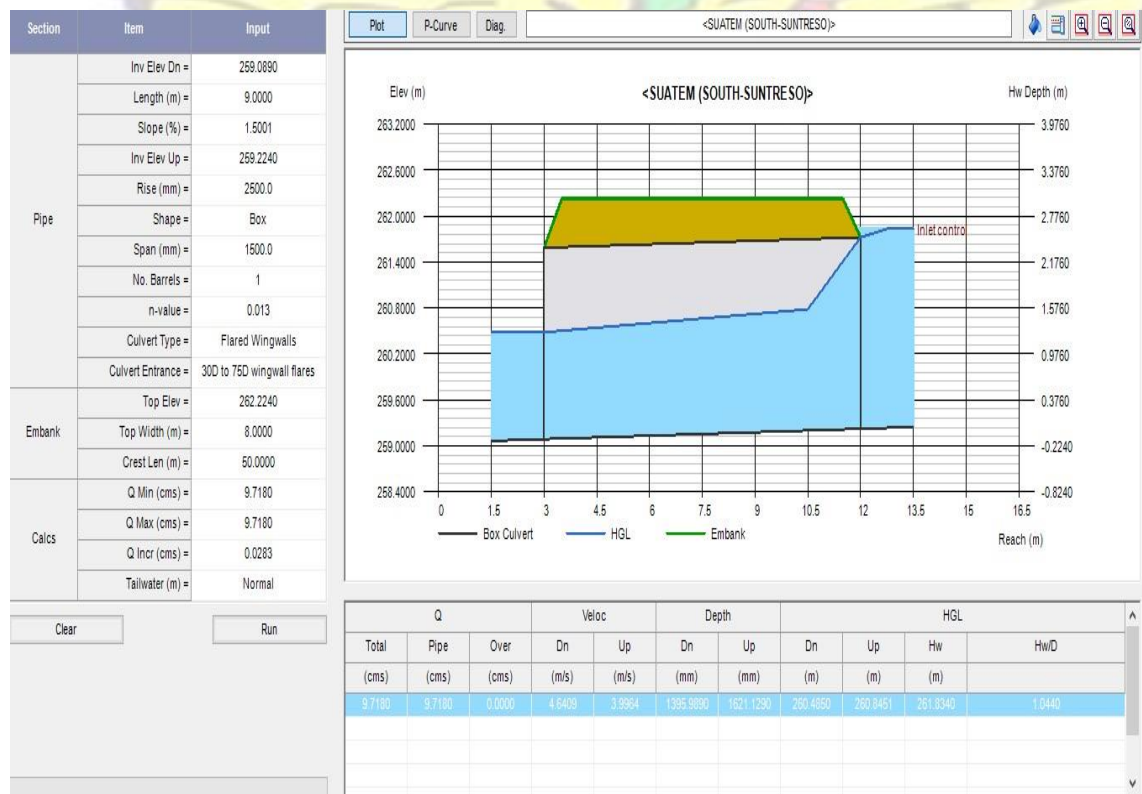 Section Item Input
Pipe
Inv Elev Dn = 259.0890
Length (m) = 9.0000
Slope (%) = 1.5001
Inv Elev Up = 259.2240
Rise (mm) = 2500.0
Shape = Box
Span (mm) = 1500.0
No. Barrels = 1
n-value = 0.013
Culvert Type = Flared Wingwalls
Culvert Entrance = 30D to 75D wingwall flares
Embank
Top Elev = 262.2240
Top Width (m) = 8.0000
Crest Len (m) = 50.0000
Calcs
Q Min (cms) = 9.7180
Q Max (cms) = 9.7180
Q Incr (cms) = 0.0283
Tailwater (m) = Normal
Clear Run
Plot P-Curve Diag. <SUATEM (SOUTH-SUNTRESO)>
Elev (m) <SUATEM (SOUTH-SUNTRESO)> Hw Depth (m)
263.2000 3.9760
262.6000 3.3760
262.0000 2.7760
Inlet control
261.4000 2.1760
260.8000 1.5760
260.2000 0.9760
259.6000 0.3760
259.0000 -0.2240
258.4000 -0.8240
0 1.5 3 4.5 6 7.5 9 10.5 12 13.5 15 16.5
Box Culvert HGL Embank Reach (m)
Q Veloc Depth HGL
Total Pipe Over Dn Up Dn Up Dn Up Hw Hw/D
(cms) (cms) (cms) (m/s) (m/s) (mm) (mm) (m) (m) (m)
9.7180 9.7180 0.0000 4.6409 3.9964 1395.9890 1621.1290 260.4850 260.8451 261.8340 1.0440